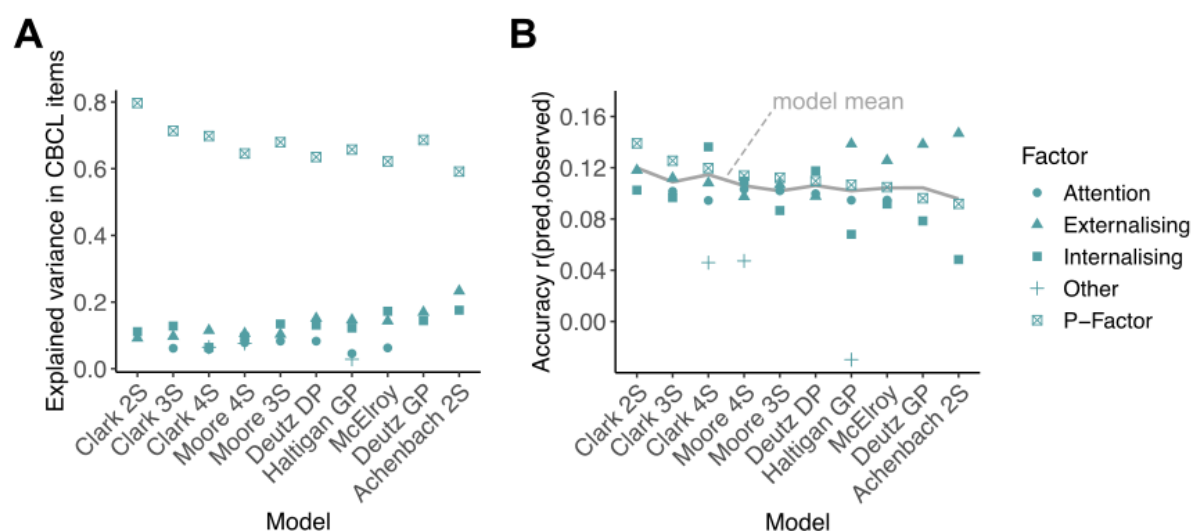 A
Explained variance in CBCL items
0.8
0.6
0.4
0.2
0.0
Clark 2S
Clark 3S
Clark 4S
Moore 4S
Moore 3S
Deutz DP
Haltigan GP
McElroy
Deutz GP
Achenbach 2S
Model
B
Accuracy r(pred,observed)
0.16
0.12
0.08
0.04
0.00
model mean
Clark 2S
Clark 3S
Clark 4S
Moore 4S
Moore 3S
Deutz DP
Haltigan GP
McElroy
Deutz GP
Achenbach 2S
Model
Factor
Attention
Externalising
Internalising
Other
P−Factor